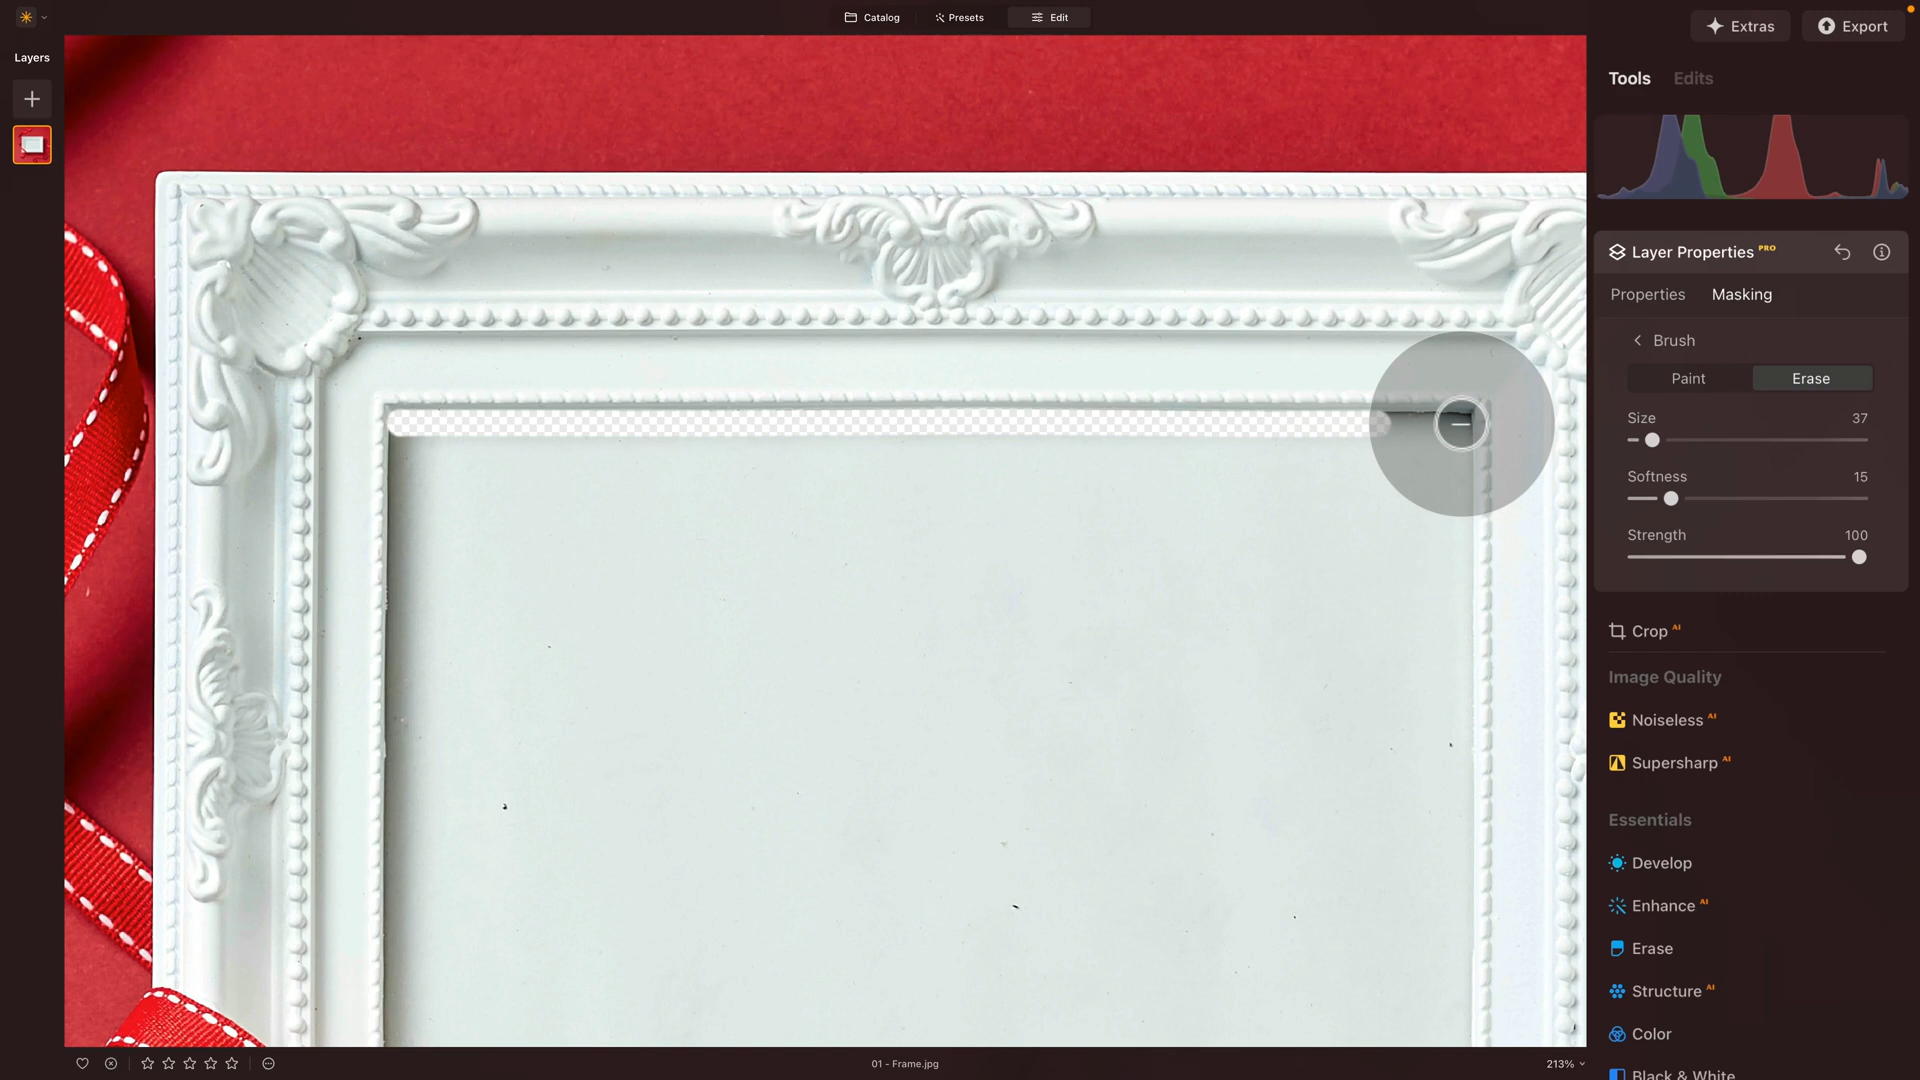 Catalog
Presets
Edit
Extras
Export
Layers
Tools
Edits
Layer Properties PRO
Properties
Masking
Brush
Paint
Erase
Size
37
Softness
15
Strength
100
Crop AI
Image Quality
Noiseless AI
Supersharp AI
Essentials
Develop
Enhance AI
Erase
Structure AI
Color
Black & White
01 - Frame.jpg
213%